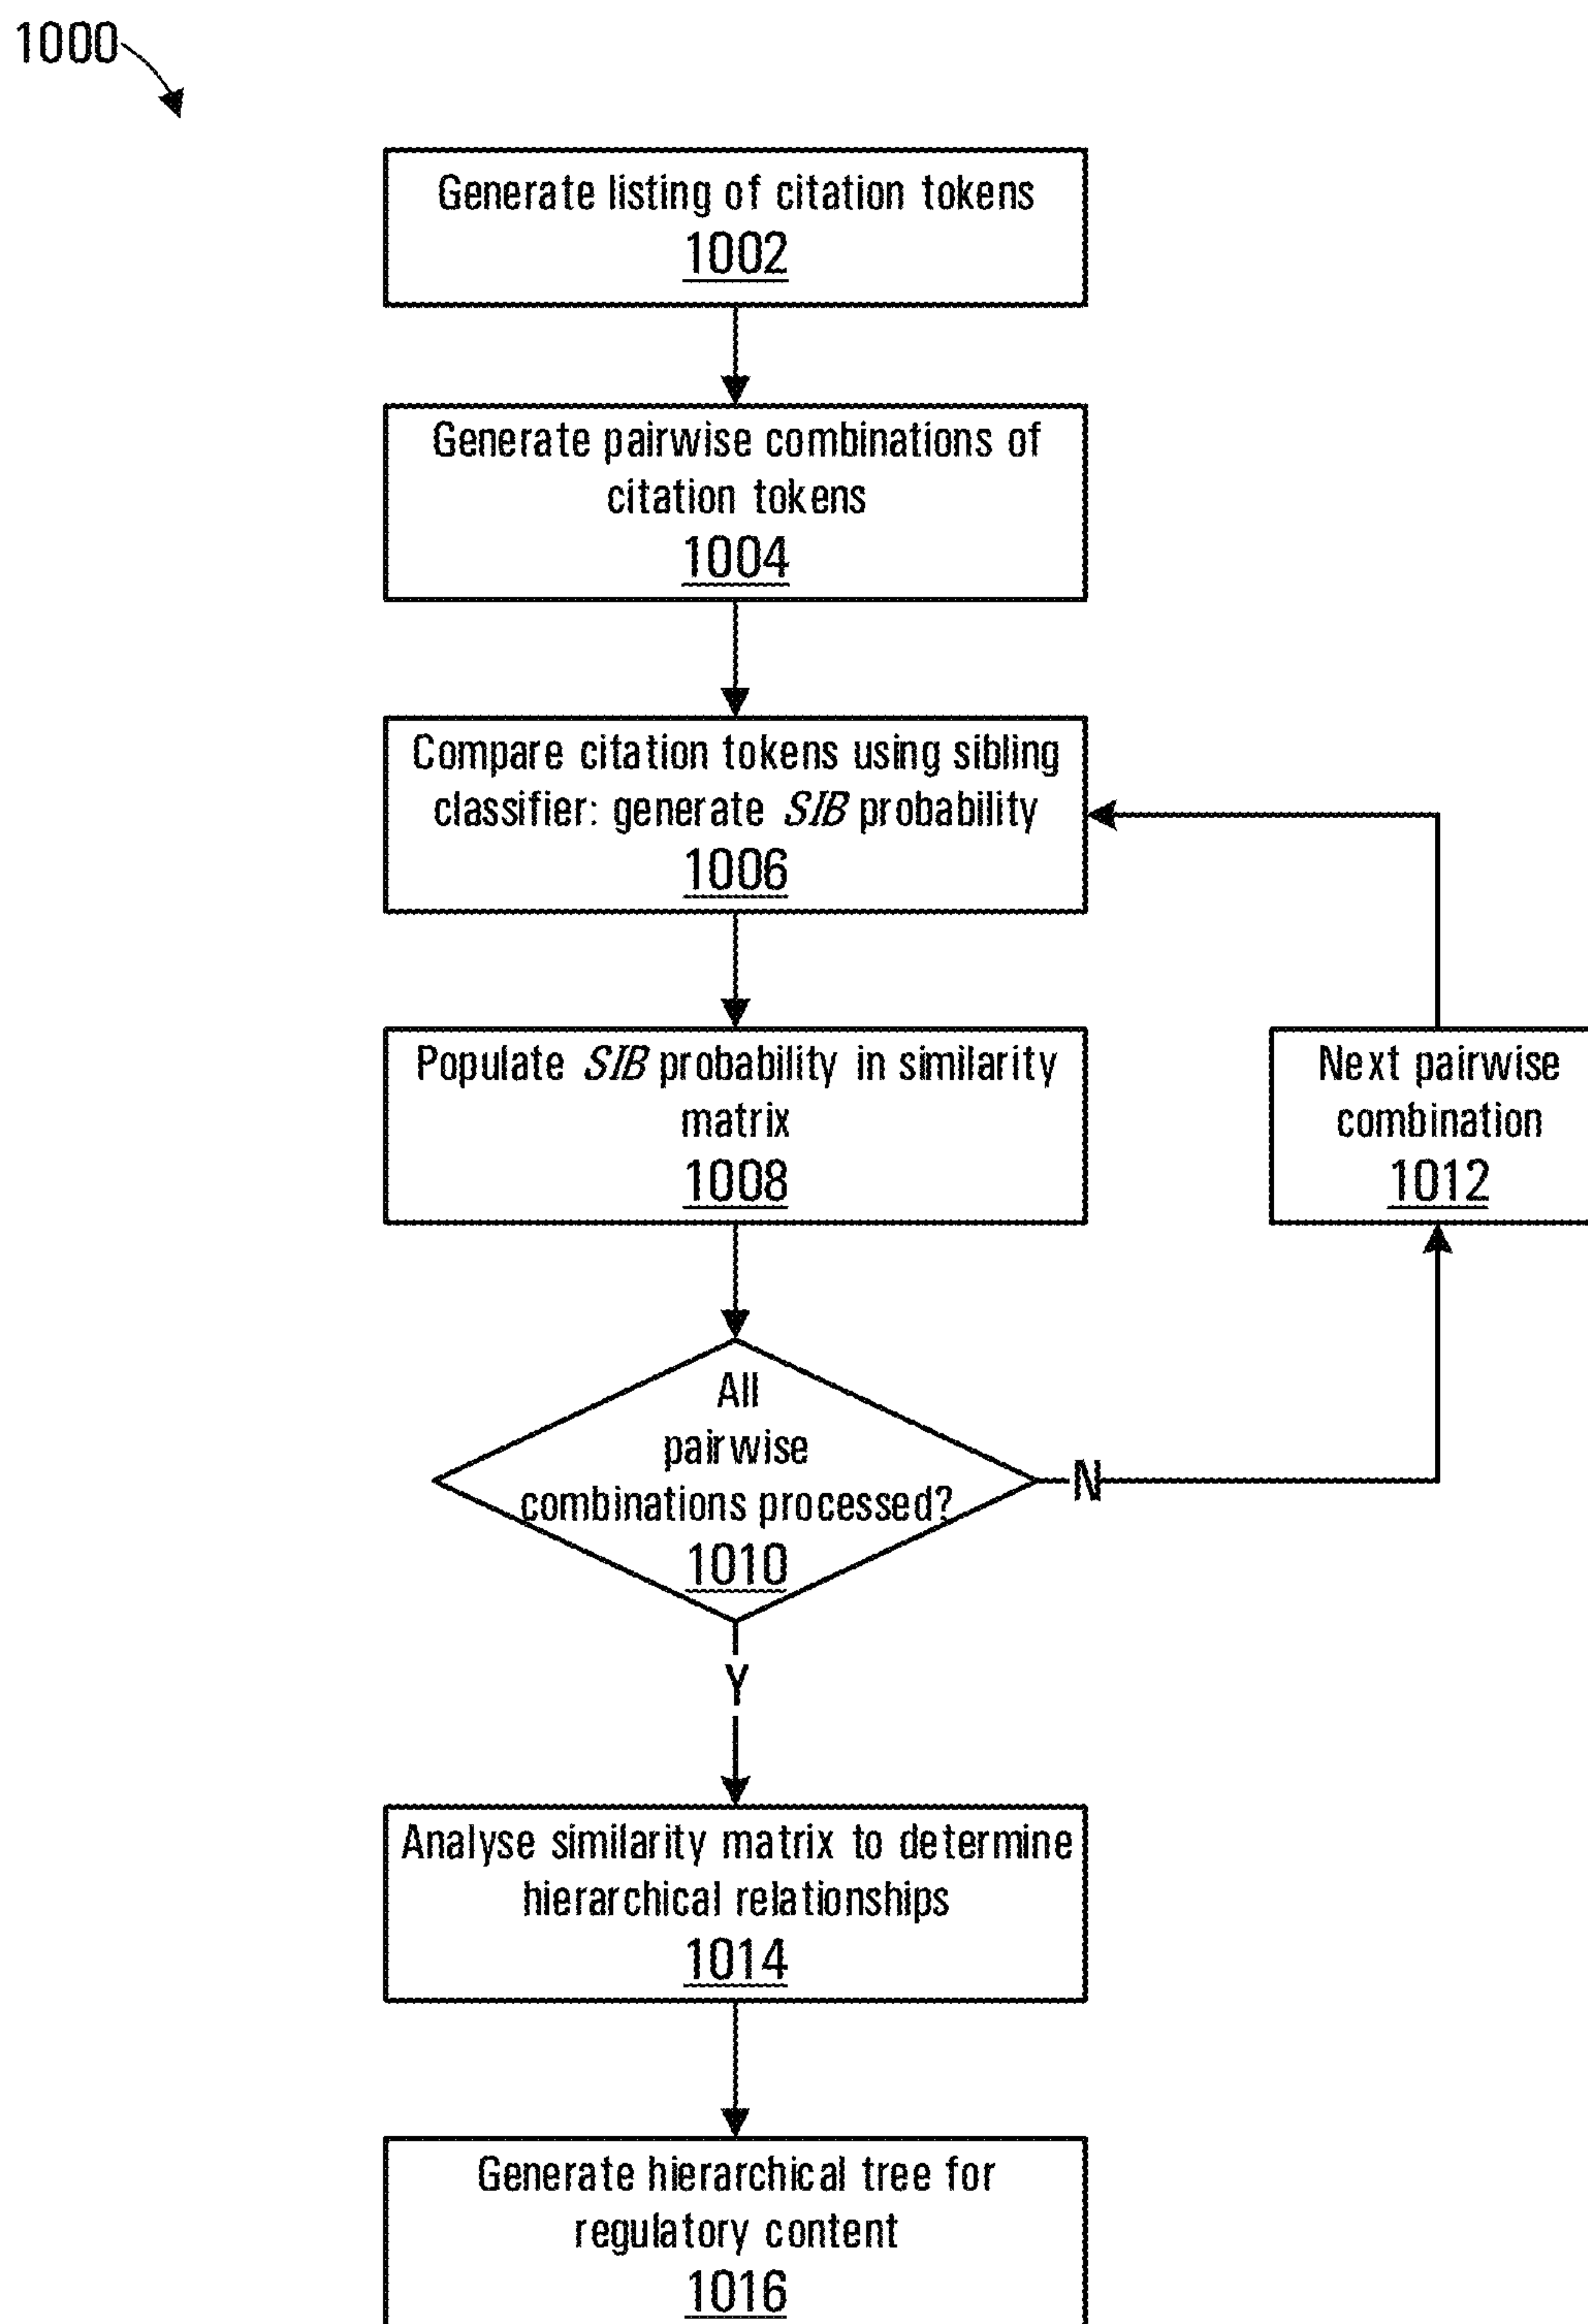 1000
Generate listing of citation tokens
1002
Generate pairwise combinations of
citation tokens
1004
Compare citation tokens using sibling
classifier: generate SIB probability
1006
Populate SIB probability in similarity
matrix
1008
Next pairwise
combination
1012
All
pairwise
combinations processed?
1010
N
Y
Analyse similarity matrix to determine
hierarchical relationships
1014
Generate hierarchical tree for
regulatory content
1016